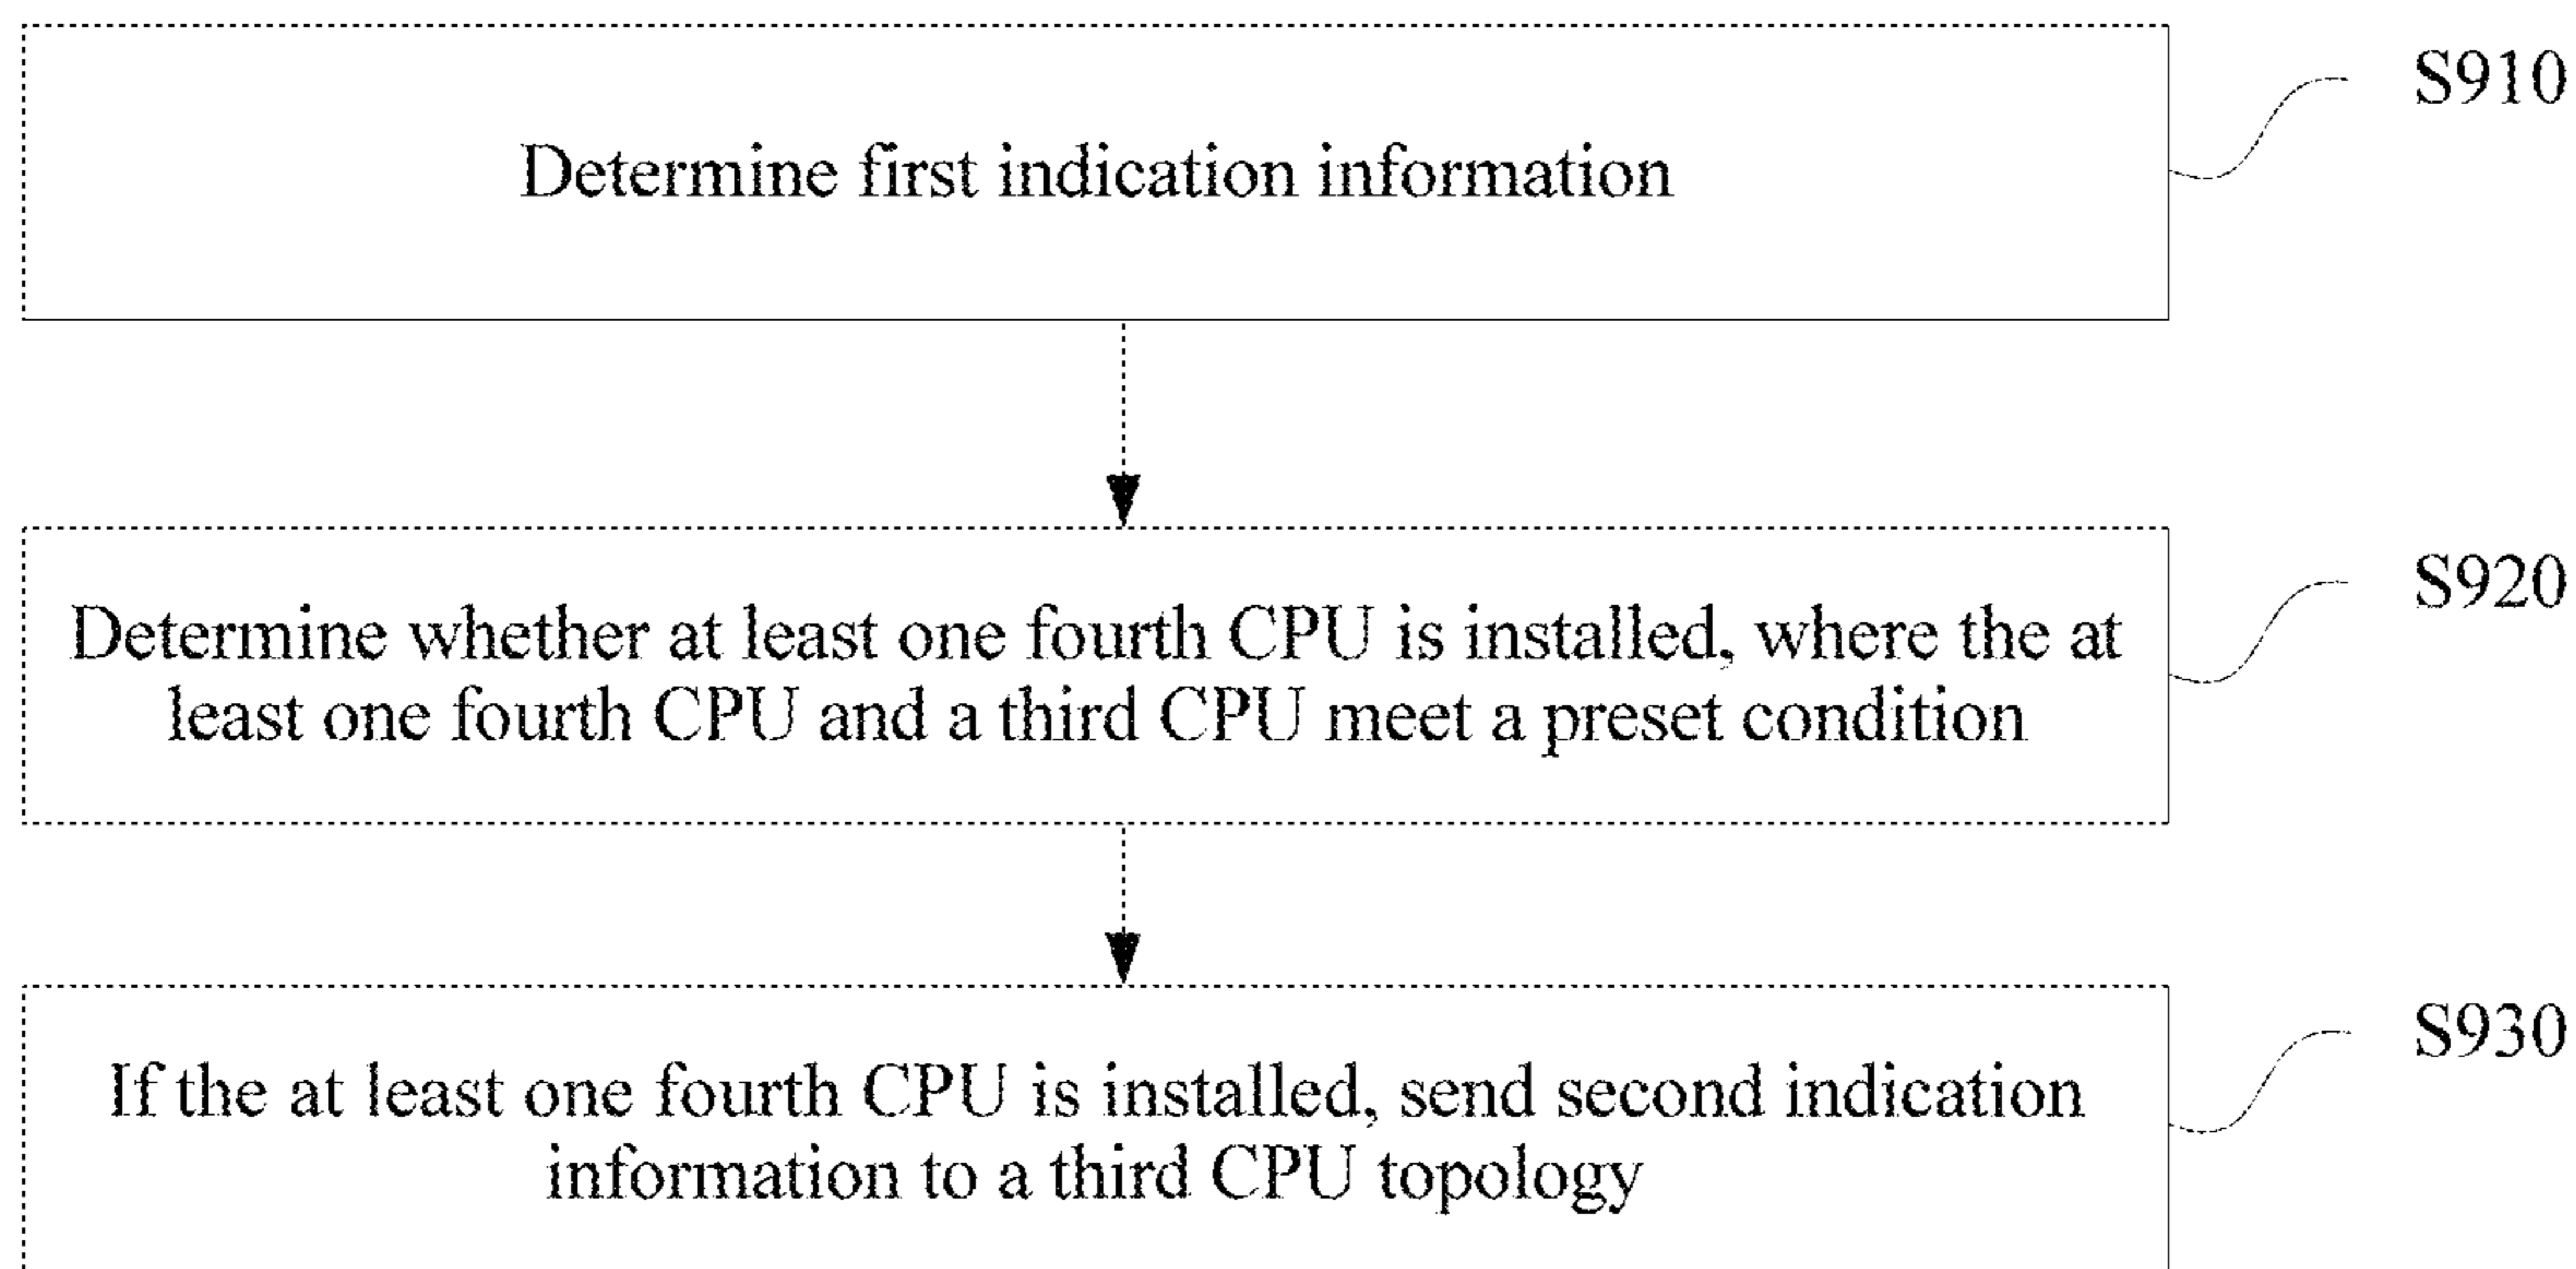 S910
Determine first indication information
S920
Determine whether at least one fourth CPU is installed, where the at
least one fourth CPU and a third CPU meet a preset condition
S930
If the at least one fourth CPU is installed, send second indication
information to a third CPU topology